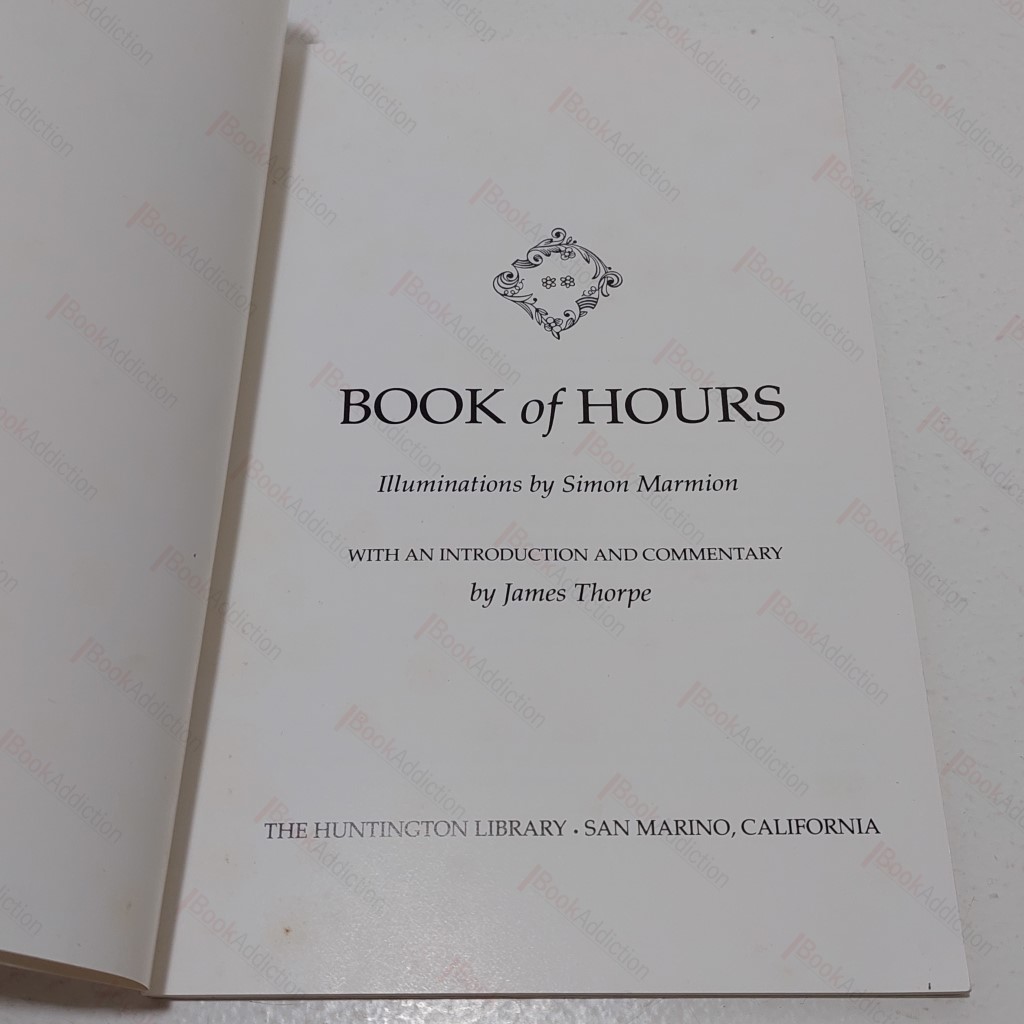 BOOK of HOURS
Illuminations by Simon Marmion
WITH AN INTRODUCTION AND COMMENTARY
by James Thorpe
THE HUNTINGTON LIBRARY · SAN MARINO, CALIFORNIA
BookAddiction